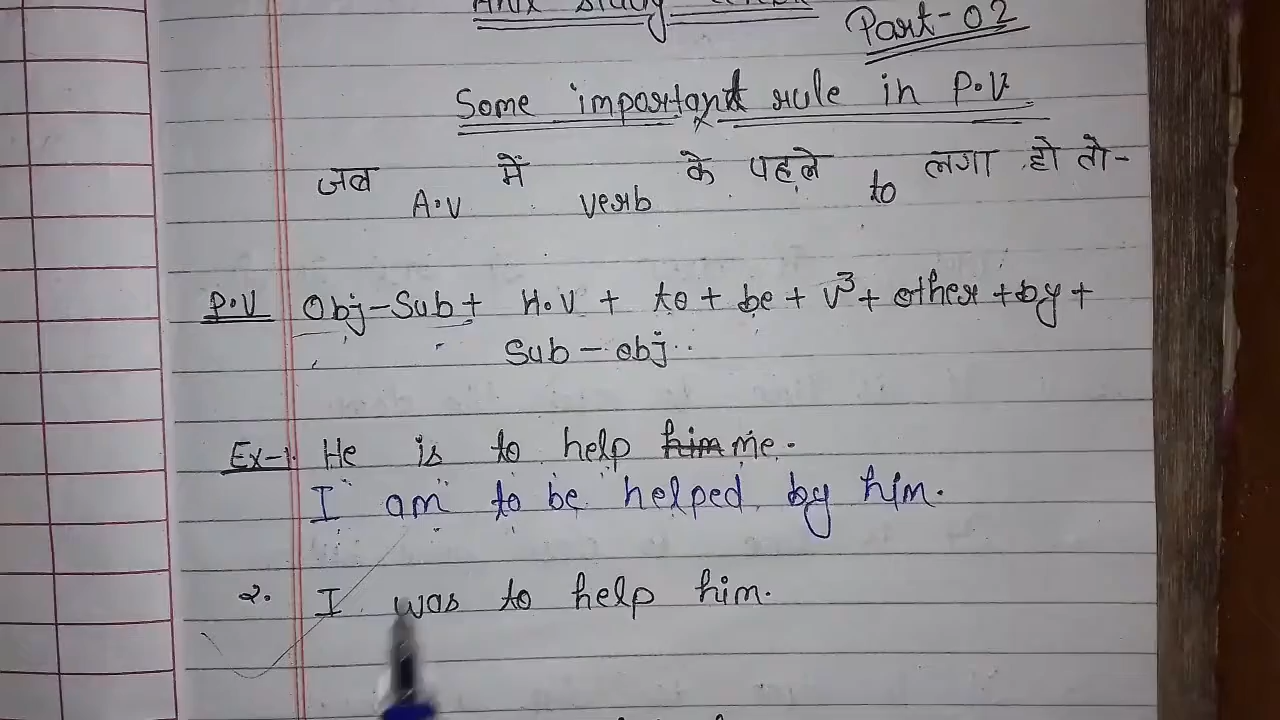 Study
Part-02
Some important rule in P.V
जब A.V में verb के पहले to लगा हो तो-
P.V Obj-Sub + H.V + to + be + V³ + other + by +
Sub - obj..
Ex-1. He is to help him me.
I am to be helped by him.
2. I was to help him.